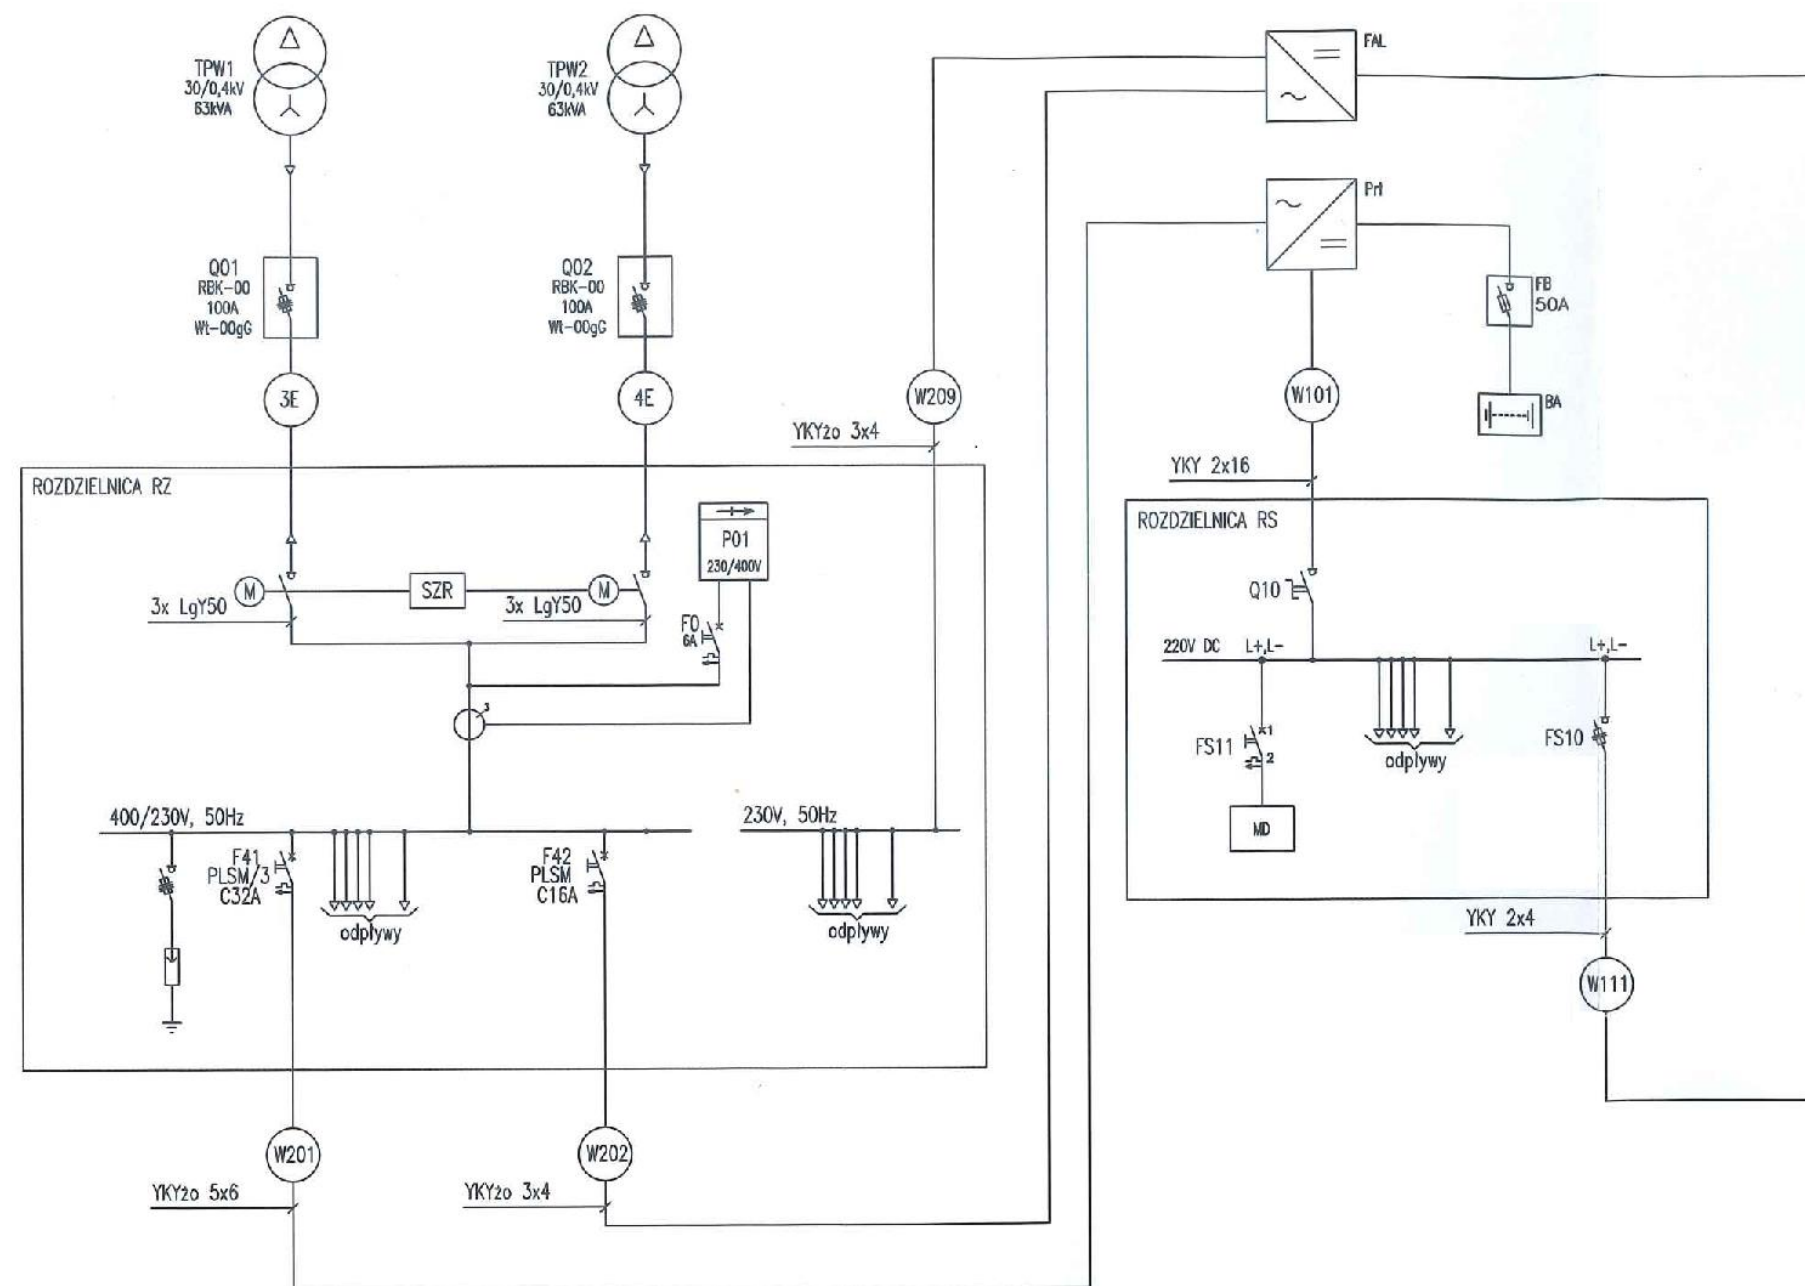 TPW1
30/0,4kV
63kVA
TPW2
30/0,4kV
63kVA
FAL
Pr1
Q01
RBK-00
100A
Wt-00gG
Q02
RBK-00
100A
Wt-00gG
FB
50A
3E
4E
W209
W101
BA
YKYżo 3x4
YKY 2x16
ROZDZIELNICA RZ
ROZDZIELNICA RS
P01
230/400V
M
SZR
M
3x LgY50
3x LgY50
F0
6A
Q10
220V DC
L+,L-
L+,L-
3
FS11
1
2
odpływy
FS10
400/230V, 50Hz
230V, 50Hz
MD
F41
PLSM/3
C32A
F42
PLSM
C16A
odpływy
odpływy
YKY 2x4
W111
W201
W202
YKYżo 5x6
YKYżo 3x4